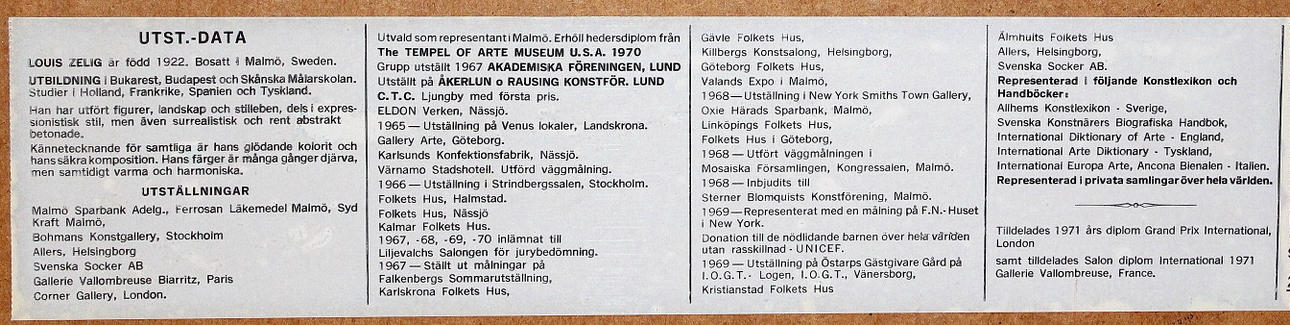 UTST.-DATA
LOUIS ZELIG är född 1922. Bosatt i Malmö, Sweden.
UTBILDNING i Bukarest, Budapest och Skånska Målarskolan.
Studier i Holland, Frankrike, Spanien och Tyskland.
Han har utfört figurer, landskap och stilleben, dels i expres-
sionistisk stil, men även surrealistisk och rent abstrakt
betonade.
Kännetecknande för samtliga är hans glödande kolorit och
hans säkra komposition. Hans färger är många gånger djärva,
men samtidigt varma och harmoniska.
UTSTÄLLNINGAR
Malmö Sparbank Adelg., Ferrosan Läkemedel Malmö, Syd
Kraft Malmö,
Bohmans Konstgallery, Stockholm
Allers, Helsingborg
Svenska Socker AB
Gallerie Vallombreuse Biarritz, Paris
Corner Gallery, London.
Utvald som representant i Malmö. Erhöll hedersdiplom från
The TEMPEL OF ARTE MUSEUM U.S.A. 1970
Grupp utställt 1967 AKADEMISKA FÖRENINGEN, LUND
Utställt på ÅKERLUN o RAUSING KONSTFÖR. LUND
C.T.C. Ljungby med första pris.
ELDON Verken, Nässjö.
1965 — Utställning på Venus lokaler, Landskrona.
Gallery Arte, Göteborg.
Karlsunds Konfektionsfabrik, Nässjö.
Värnamo Stadshotell. Utförd väggmålning.
1966 — Utställning i Strindbergssalen, Stockholm.
Folkets Hus, Halmstad.
Folkets Hus, Nässjö
Kalmar Folkets Hus.
1967, -68, -69, -70 inlämnat till
Liljevalchs Salongen för jurybedömning.
1967 — Ställt ut målningar på
Falkenbergs Sommarutställning,
Karlskrona Folkets Hus,
Gävle Folkets Hus,
Killbergs Konstsalong, Helsingborg,
Göteborg Folkets Hus,
Valands Expo i Malmö,
1968 — Utställning i New York Smiths Town Gallery,
Oxie Härads Sparbank, Malmö,
Linköpings Folkets Hus,
Folkets Hus i Göteborg,
1968 — Utfört väggmålningen i
Mosaiska Församlingen, Kongressalen, Malmö.
1968 — Inbjudits till
Sterner Blomquists Konstförening, Malmö.
1969 — Representerat med en målning på F.N.-Huset
i New York.
Donation till de nödlidande barnen över hela världen
utan rasskillnad - UNICEF.
1969 — Utställning på Östarps Gästgivare Gård på
I.O.G.T.- Logen, I.O.G.T., Vänersborg,
Kristianstad Folkets Hus
Älmhults Folkets Hus
Allers, Helsingborg,
Svenska Socker AB.
Representerad i följande Konstlexikon och
Handböcker:
Allhems Konstlexikon - Sverige,
Svenska Konstnärers Biografiska Handbok,
International Diktionary of Arte - England,
International Arte Diktionary - Tyskland,
International Europa Arte, Ancona Bienalen - Italien.
Representerad i privata samlingar över hela världen.
Tilldelades 1971 års diplom Grand Prix International,
London
samt tilldelades Salon diplom International 1971
Gallerie Vallombreuse, France.